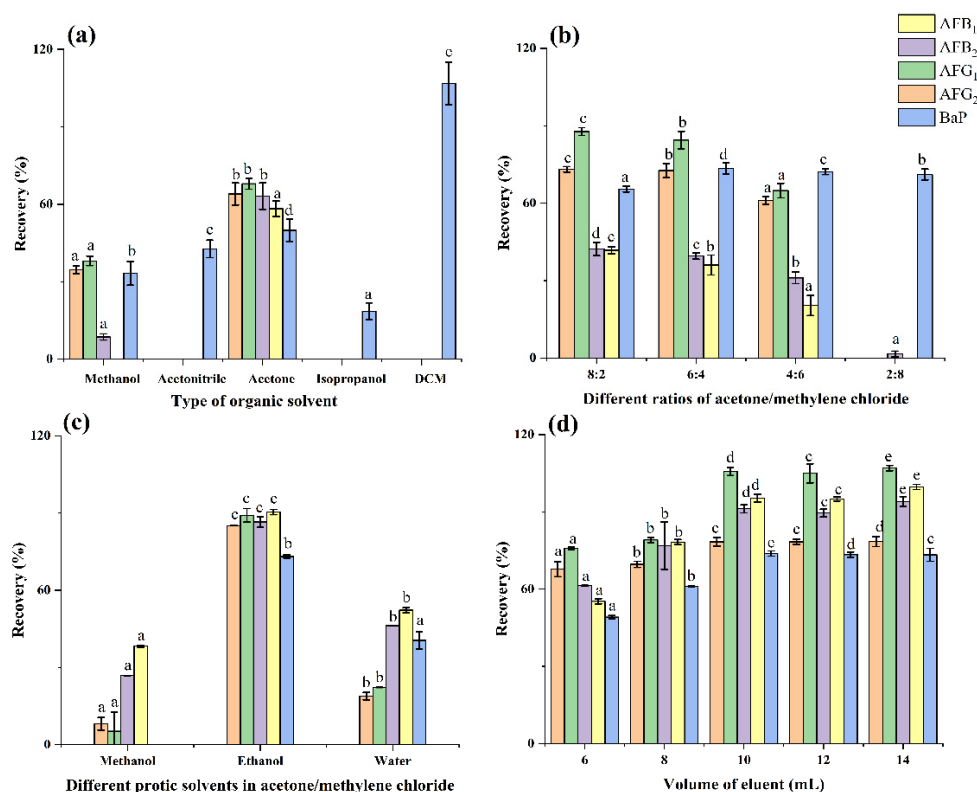 (a)
120
60
0
Recovery (%)
a a a b c b b b a d a c
Methanol Acetonitrile Acetone Isopropanol DCM
Type of organic solvent
(b)
AFB1
AFB2
AFG1
AFG2
BaP
120
60
0
Recovery (%)
c c d c a b b c b d a a b a c a b
8:2 6:4 4:6 2:8
Different ratios of acetone/methylene chloride
(c)
120
60
0
Recovery (%)
a a a a c c c c b b b b b a
Methanol Ethanol Water
Different protic solvents in acetone/methylene chloride
(d)
120
60
0
Recovery (%)
a a a a a b b b b b c d d d c c c c d d e e e c
6 8 10 12 14
Volume of eluent (mL)